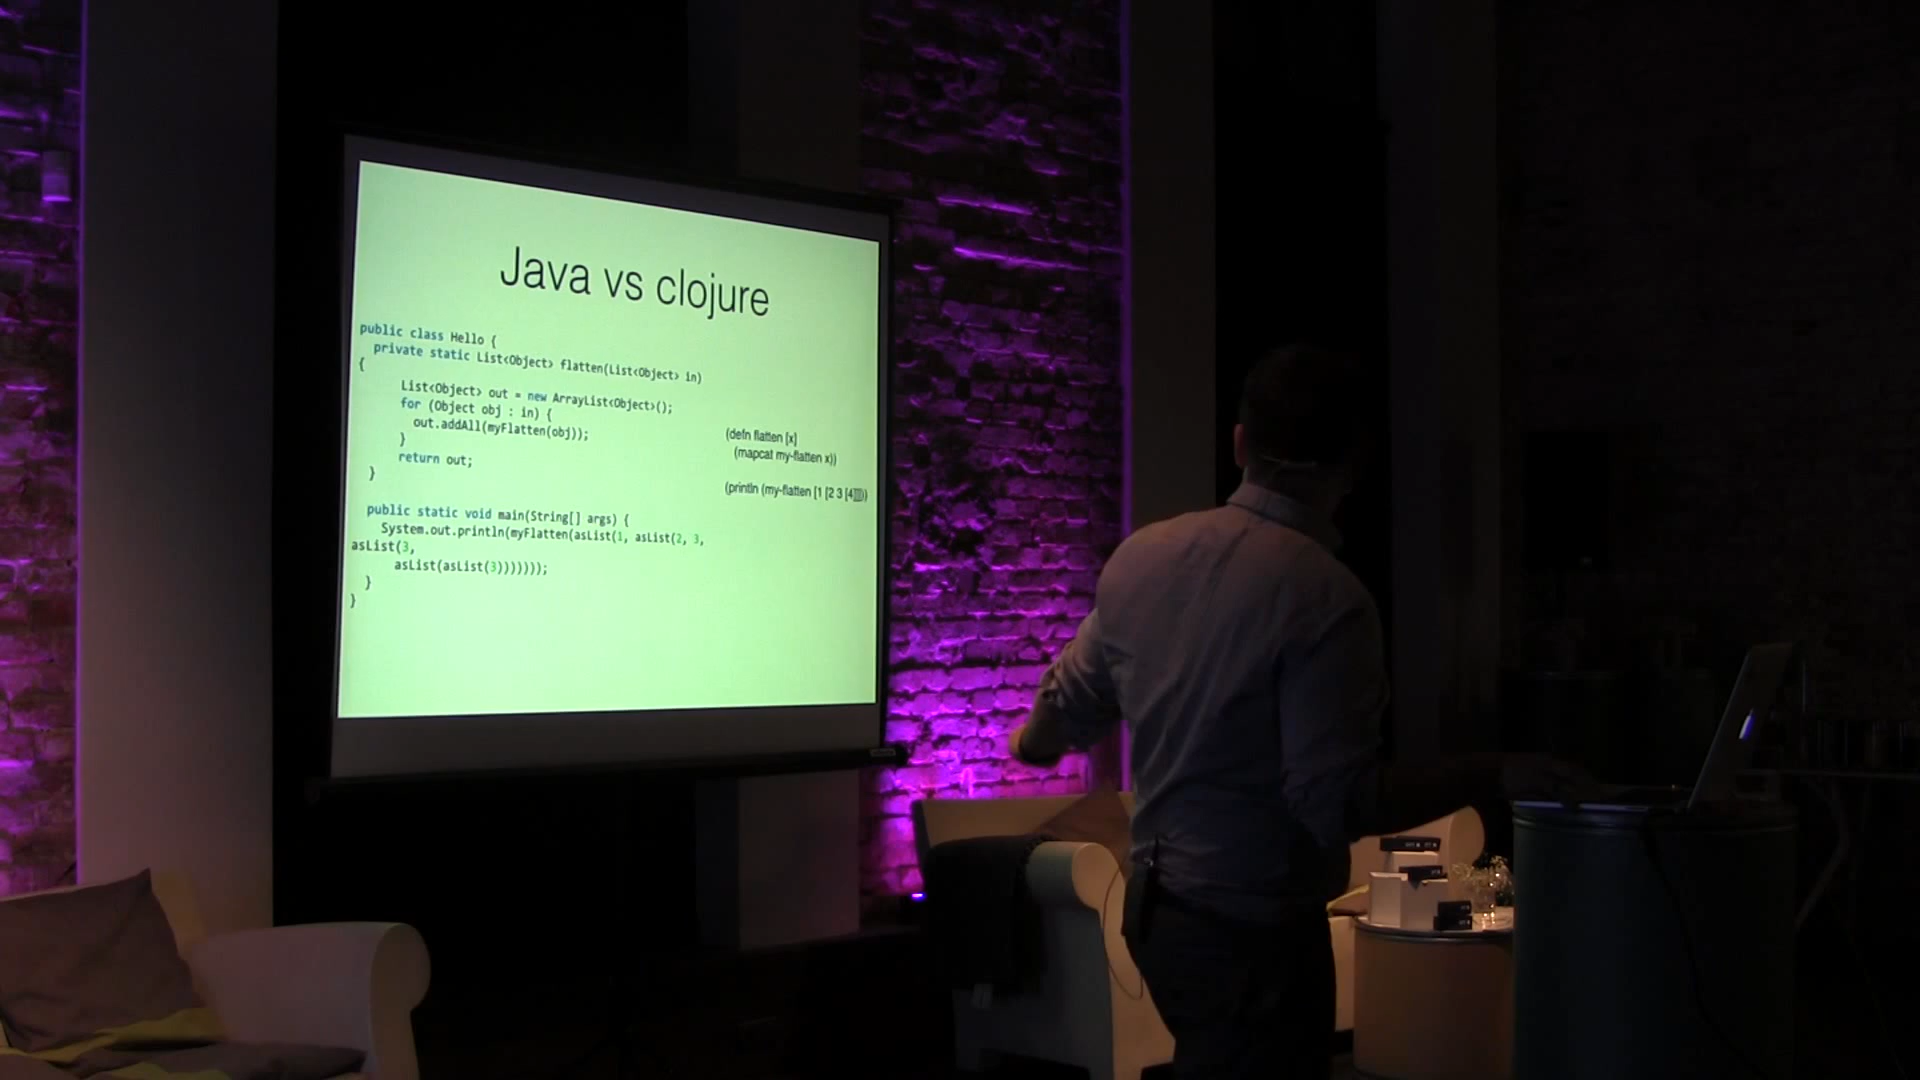 Java vs clojure
public class Hello {
private static List<Object> flatten(List<Object> in)
{
List<Object> out = new ArrayList<Object>();
for (Object obj : in) {
out.addAll(myFlatten(obj));
}
return out;
}
public static void main(String[] args) {
System.out.println(myFlatten(asList(1, asList(2, 3,
asList(3,
asList(asList(3)))))));
}
}
(defn flatten [x]
(mapcat my-flatten x))
(println (my-flatten [1 [2 3 [4]]]))